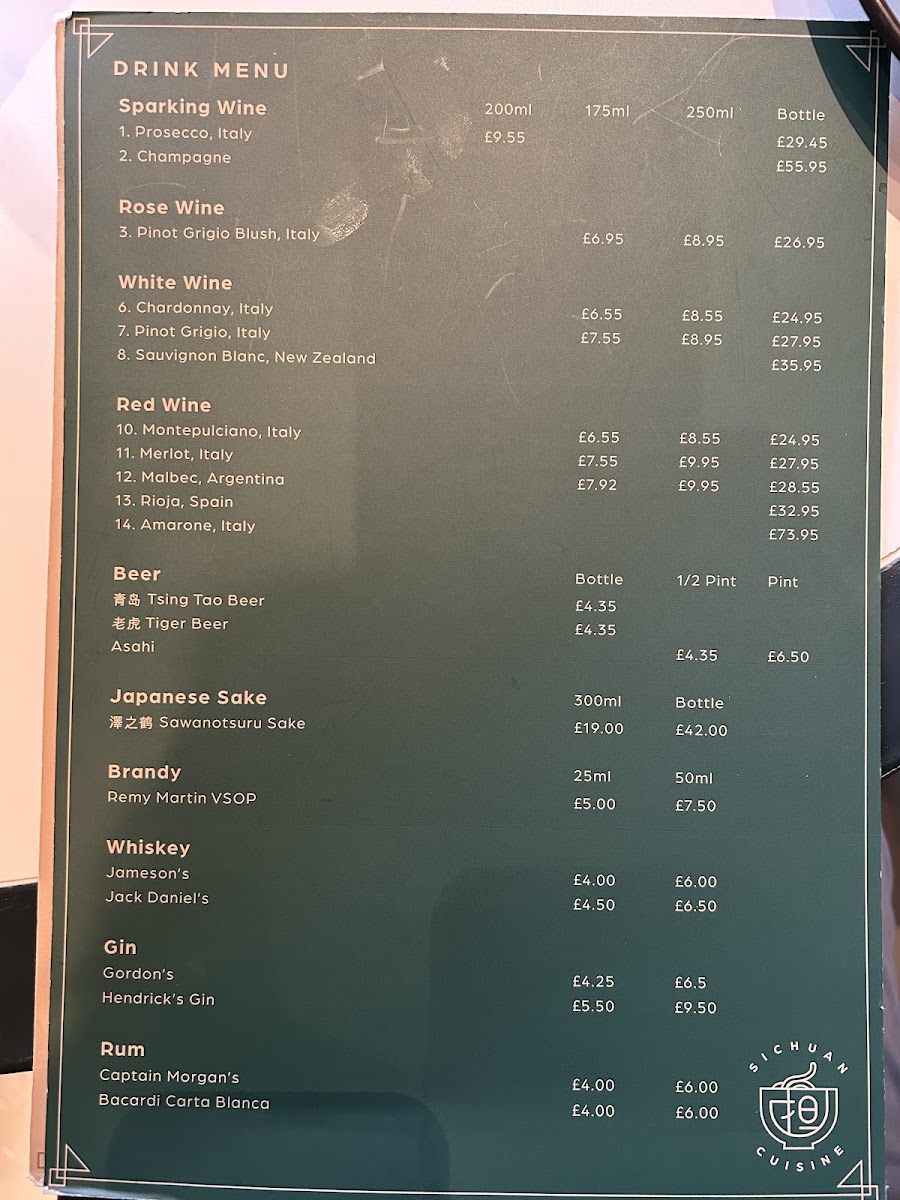 DRINK MENU
Sparking Wine 200ml 175ml 250ml Bottle
1. Prosecco, Italy £9.55 £29.45
2. Champagne £55.95
Rose Wine
3. Pinot Grigio Blush, Italy £6.95 £8.95 £26.95
White Wine
6. Chardonnay, Italy £6.55 £8.55 £24.95
7. Pinot Grigio, Italy £7.55 £8.95 £27.95
8. Sauvignon Blanc, New Zealand £35.95
Red Wine
10. Montepulciano, Italy £6.55 £8.55 £24.95
11. Merlot, Italy £7.55 £9.95 £27.95
12. Malbec, Argentina £7.92 £9.95 £28.55
13. Rioja, Spain £32.95
14. Amarone, Italy £73.95
Beer Bottle 1/2 Pint Pint
青岛 Tsing Tao Beer £4.35
老虎 Tiger Beer £4.35
Asahi £4.35 £6.50
Japanese Sake 300ml Bottle
澤之鹤 Sawanotsuru Sake £19.00 £42.00
Brandy 25ml 50ml
Remy Martin VSOP £5.00 £7.50
Whiskey
Jameson's £4.00 £6.00
Jack Daniel's £4.50 £6.50
Gin
Gordon's £4.25 £6.5
Hendrick's Gin £5.50 £9.50
Rum
Captain Morgan's £4.00 £6.00
Bacardi Carta Blanca £4.00 £6.00
SICHUAN
担
CUISINE